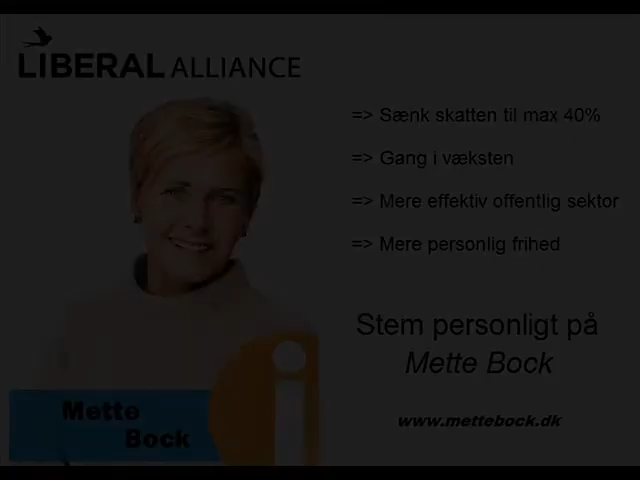 LIBERAL ALLIANCE
=> Sænk skatten til max 40%
=> Gang i væksten
=> Mere effektiv offentlig sektor
=> Mere personlig frihed
Stem personligt på
Mette Bock
www.mettebock.dk
Mette
Bock